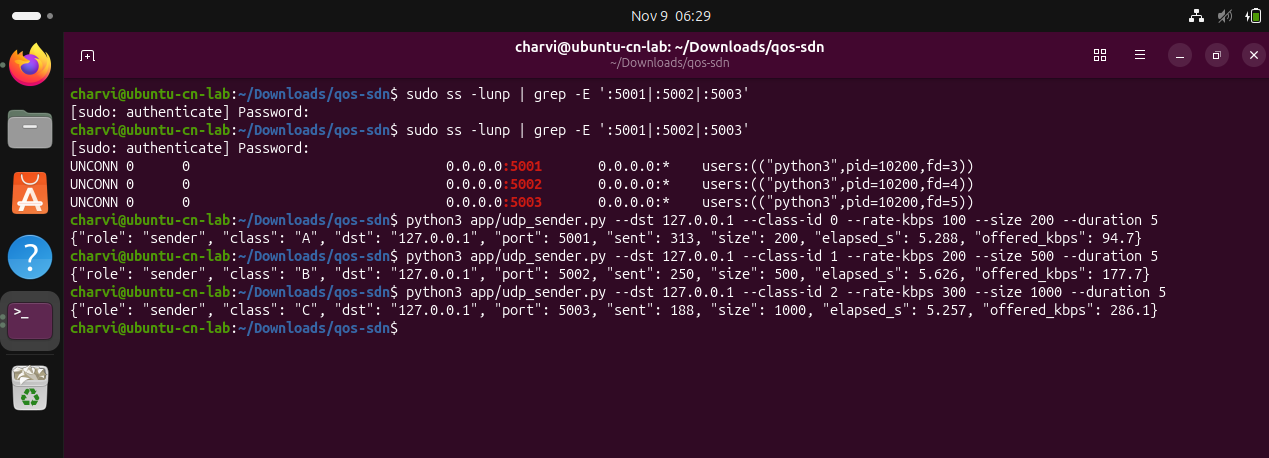 Nov 9 06:29
charvi@ubuntu-cn-lab: ~/Downloads/qos-sdn
~/Downloads/qos-sdn
charvi@ubuntu-cn-lab:~/Downloads/qos-sdn$ sudo ss -lunp | grep -E ':5001|:5002|:5003'
[sudo: authenticate] Password:
charvi@ubuntu-cn-lab:~/Downloads/qos-sdn$ sudo ss -lunp | grep -E ':5001|:5002|:5003'
[sudo: authenticate] Password:
UNCONN 0 0 0.0.0.0:5001 0.0.0.0:* users:(("python3",pid=10200,fd=3))
UNCONN 0 0 0.0.0.0:5002 0.0.0.0:* users:(("python3",pid=10200,fd=4))
UNCONN 0 0 0.0.0.0:5003 0.0.0.0:* users:(("python3",pid=10200,fd=5))
charvi@ubuntu-cn-lab:~/Downloads/qos-sdn$ python3 app/udp_sender.py --dst 127.0.0.1 --class-id 0 --rate-kbps 100 --size 200 --duration 5
{"role": "sender", "class": "A", "dst": "127.0.0.1", "port": 5001, "sent": 313, "size": 200, "elapsed_s": 5.288, "offered_kbps": 94.7}
charvi@ubuntu-cn-lab:~/Downloads/qos-sdn$ python3 app/udp_sender.py --dst 127.0.0.1 --class-id 1 --rate-kbps 200 --size 500 --duration 5
{"role": "sender", "class": "B", "dst": "127.0.0.1", "port": 5002, "sent": 250, "size": 500, "elapsed_s": 5.626, "offered_kbps": 177.7}
charvi@ubuntu-cn-lab:~/Downloads/qos-sdn$ python3 app/udp_sender.py --dst 127.0.0.1 --class-id 2 --rate-kbps 300 --size 1000 --duration 5
{"role": "sender", "class": "C", "dst": "127.0.0.1", "port": 5003, "sent": 188, "size": 1000, "elapsed_s": 5.257, "offered_kbps": 286.1}
charvi@ubuntu-cn-lab:~/Downloads/qos-sdn$